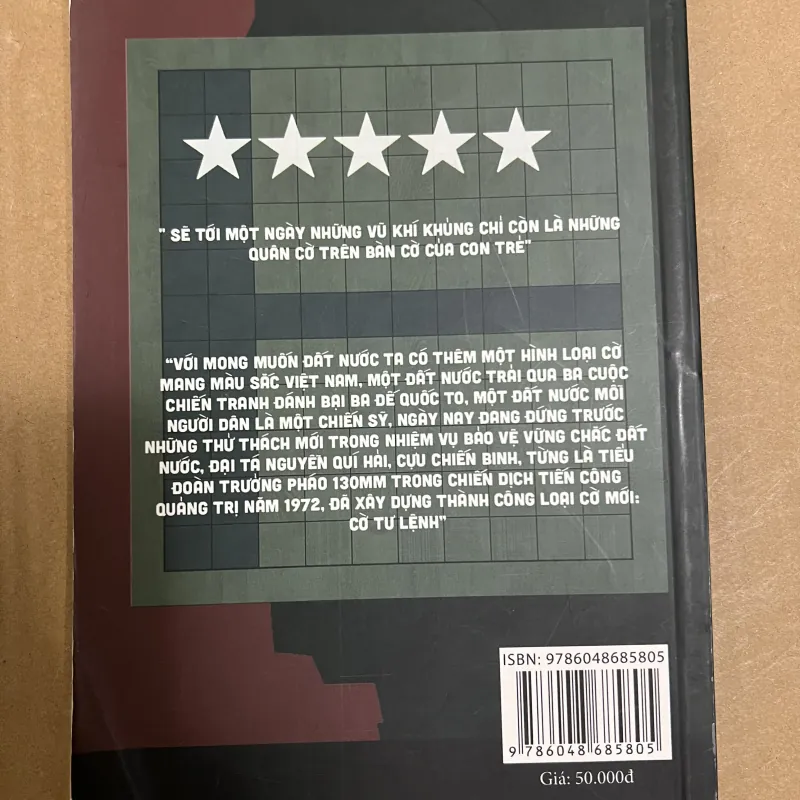 " SẼ TỚI MỘT NGÀY NHỮNG VŨ KHÍ KHỦNG CHỈ CÒN LÀ NHỮNG
QUÂN CỜ TRÊN BÀN CỜ CỦA CON TRẺ"
"VỚI MONG MUỐN ĐẤT NƯỚC TA CÓ THÊM MỘT HÌNH LOẠI CỜ
MANG MÀU SẮC VIỆT NAM, MỘT ĐẤT NƯỚC TRẢI QUA BA CUỘC
CHIẾN TRANH ĐÁNH BẠI BA ĐẾ QUỐC TO, MỘT ĐẤT NƯỚC MỖI
NGƯỜI DÂN LÀ MỘT CHIẾN SỸ, NGÀY NAY ĐANG ĐỨNG TRƯỚC
NHỮNG THỬ THÁCH MỚI TRONG NHIỆM VỤ BẢO VỆ VỮNG CHẮC ĐẤT
NƯỚC, ĐẠI TÁ NGUYỄN QUÍ HẢI, CỰU CHIẾN BINH, TỪNG LÀ TIỂU
ĐOÀN TRƯỞNG PHÁO 130MM TRONG CHIẾN DỊCH TIẾN CÔNG
QUẢNG TRỊ NĂM 1972, ĐÃ XÂY DỰNG THÀNH CÔNG LOẠI CỜ MỚI:
CỜ TƯ LỆNH"
ISBN: 9786048685805
9 786048 685805
Giá: 50.000đ